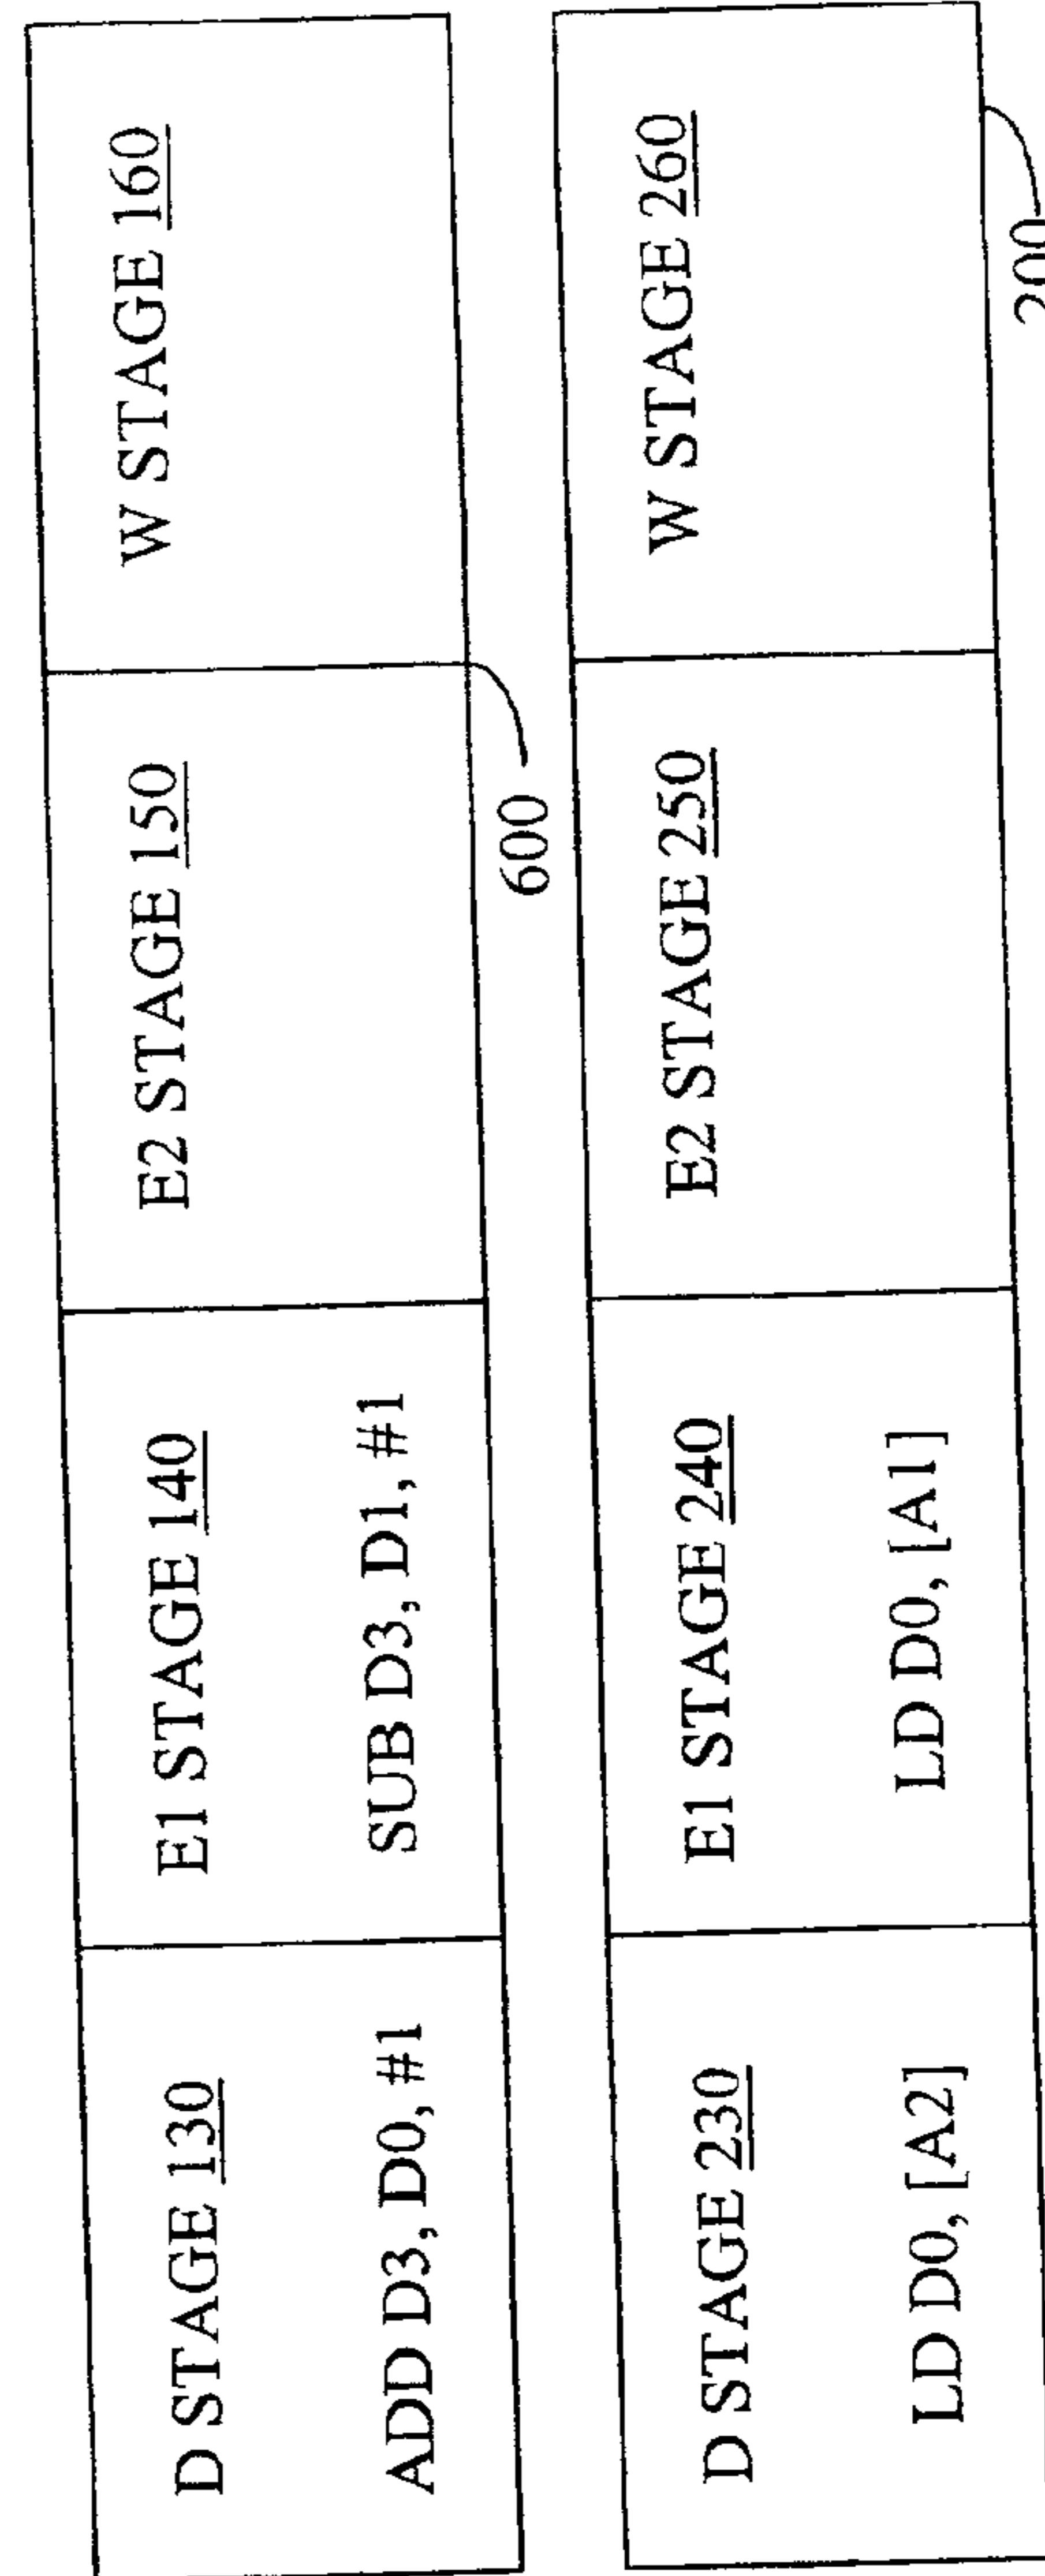 D STAGE 130
ADD D3, D0, #1
E1 STAGE 140
SUB D3, D1, #1
E2 STAGE 150
W STAGE 160
600
D STAGE 230
LD D0, [A2]
E1 STAGE 240
LD D0, [A1]
E2 STAGE 250
W STAGE 260
200